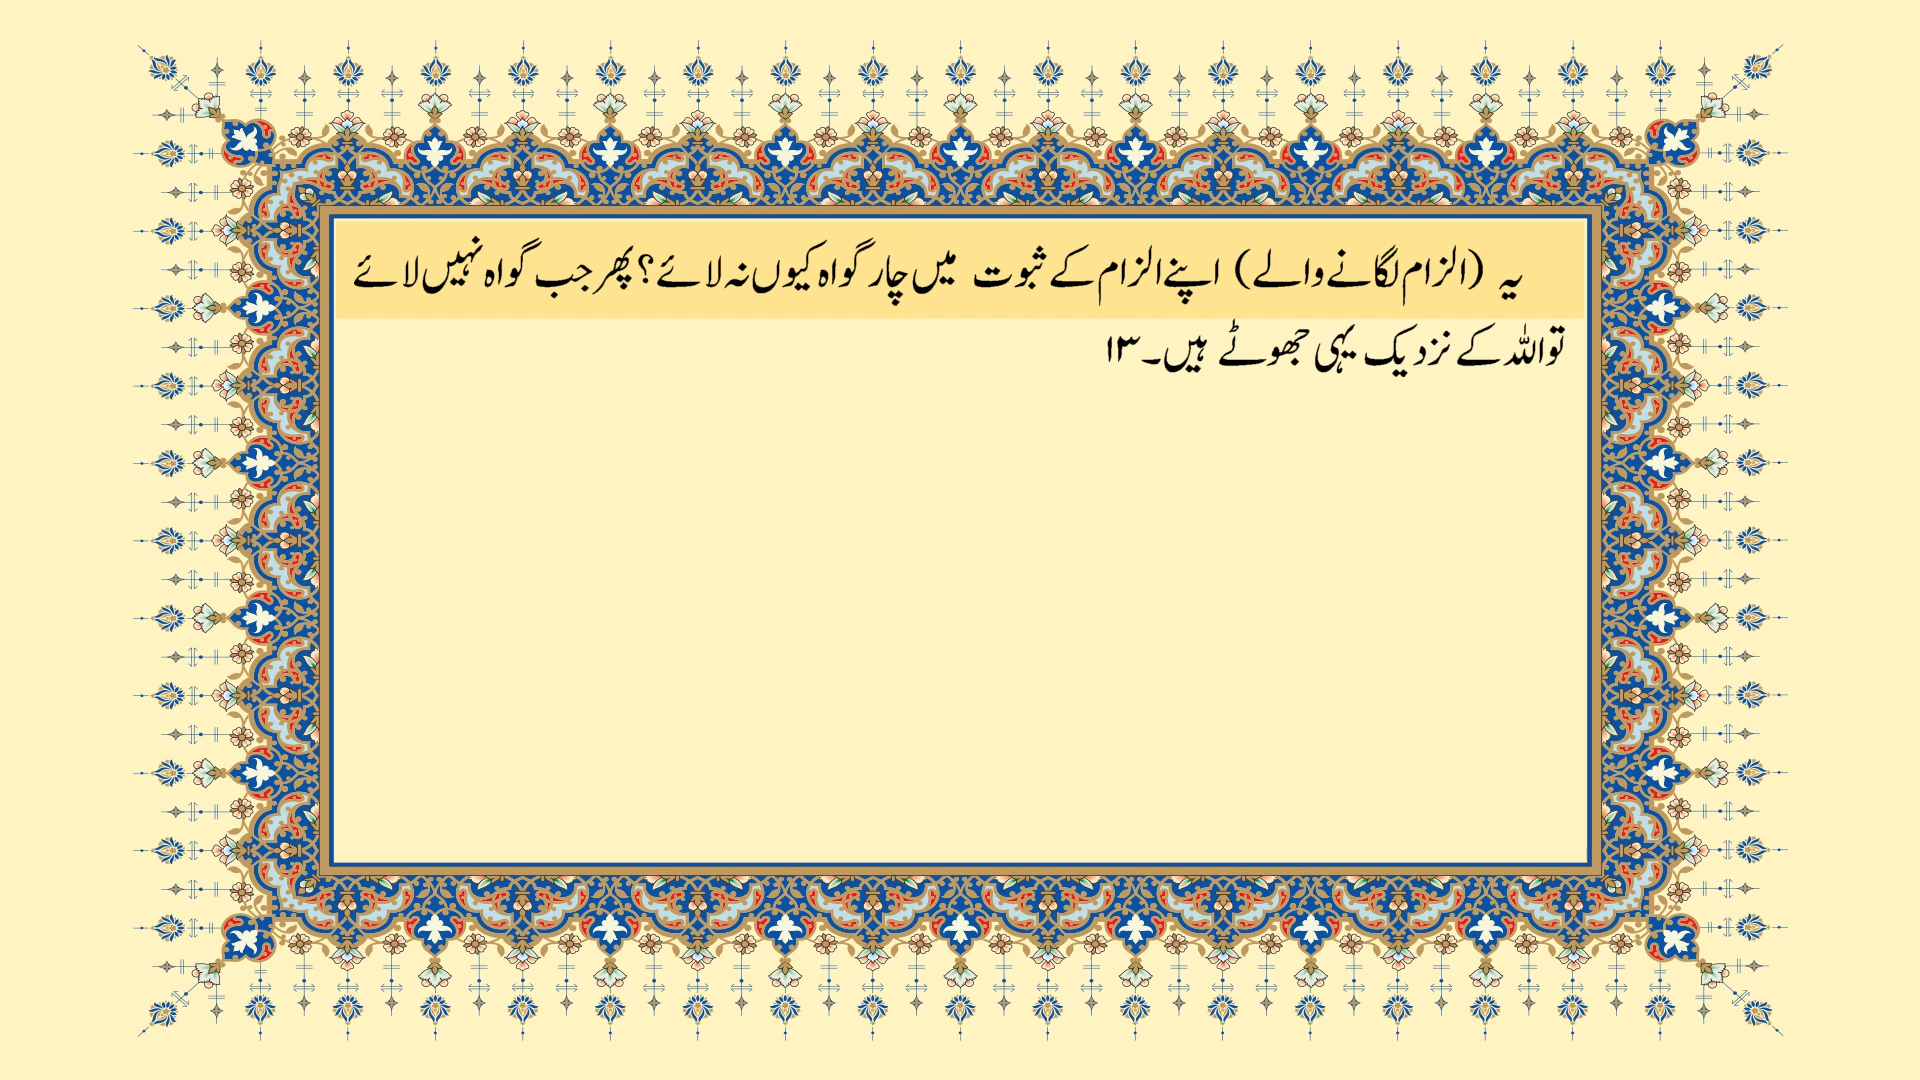 یہ (الزام لگانے والے) اپنے الزام کے ثبوت میں چار گواہ کیوں نہ لائے؟ پھر جب گواہ نہیں لائے
تو اللہ کے نزدیک یہی جھوٹے ہیں۔۱۳